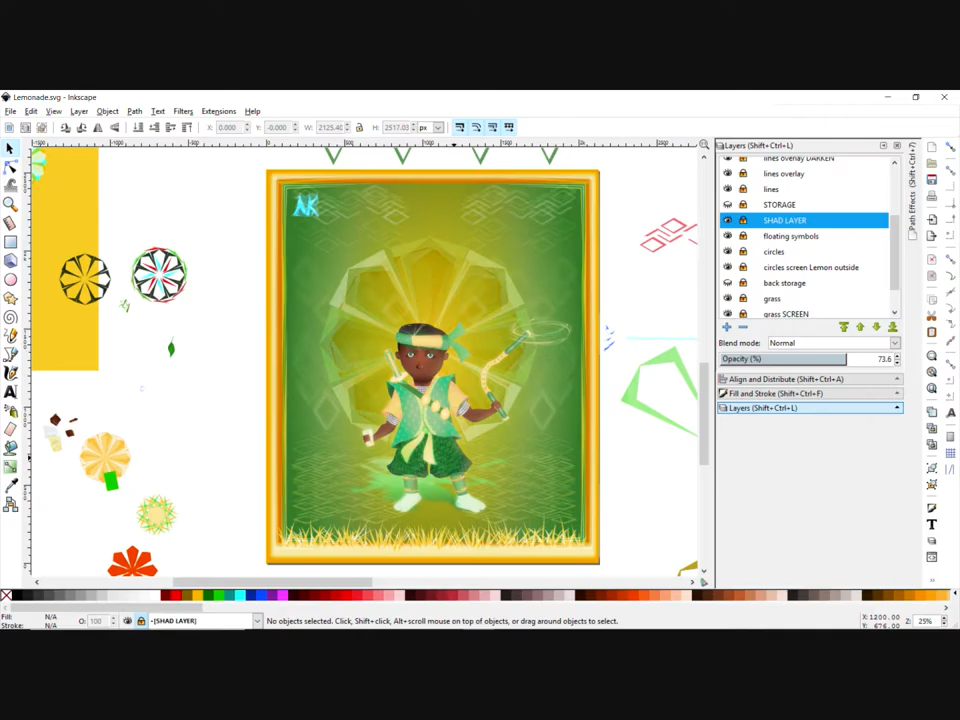 Lemonade.svg - Inkscape
File Edit View Layer Object Path Text Filters Extensions Help
X: 0.000 Y: -0.000 W: 2125.40 H: 2517.03 px
Layers (Shift+Ctrl+L)
Path Effects (Shift+Ctrl+7)
lines overlay DARKEN
lines overlay
lines
STORAGE
SHAD LAYER
floating symbols
circles
circles screen Lemon outside
back storage
grass
grass SCREEN
Blend mode: Normal
Opacity (%) 73.6
Align and Distribute (Shift+Ctrl+A)
Fill and Stroke (Shift+Ctrl+F)
Layers (Shift+Ctrl+L)
AK
Fill: N/A
Stroke: N/A
O: 100
-[SHAD LAYER]
No objects selected. Click, Shift+click, Alt+scroll mouse on top of objects, or drag around objects to select.
X:1200.00
Y: 676.00
Z: 25%